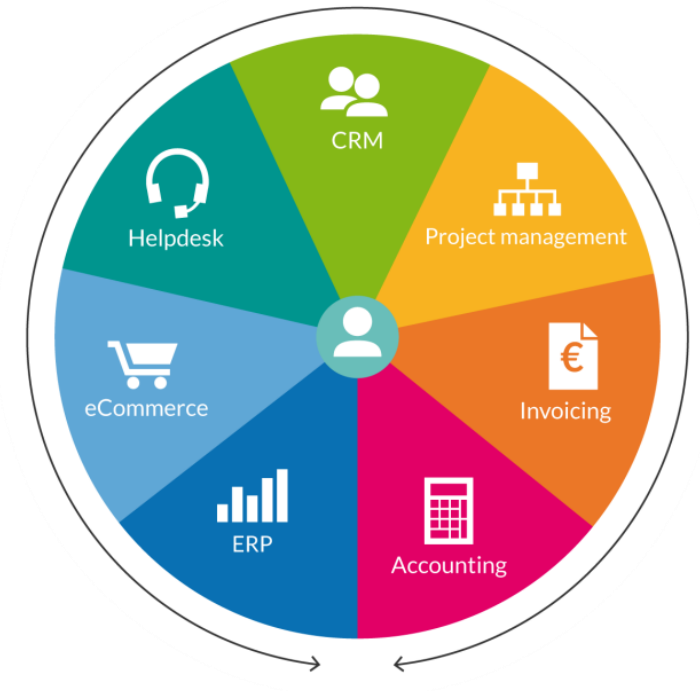 CRM
Project management
Invoicing
€
Accounting
ERP
eCommerce
Helpdesk